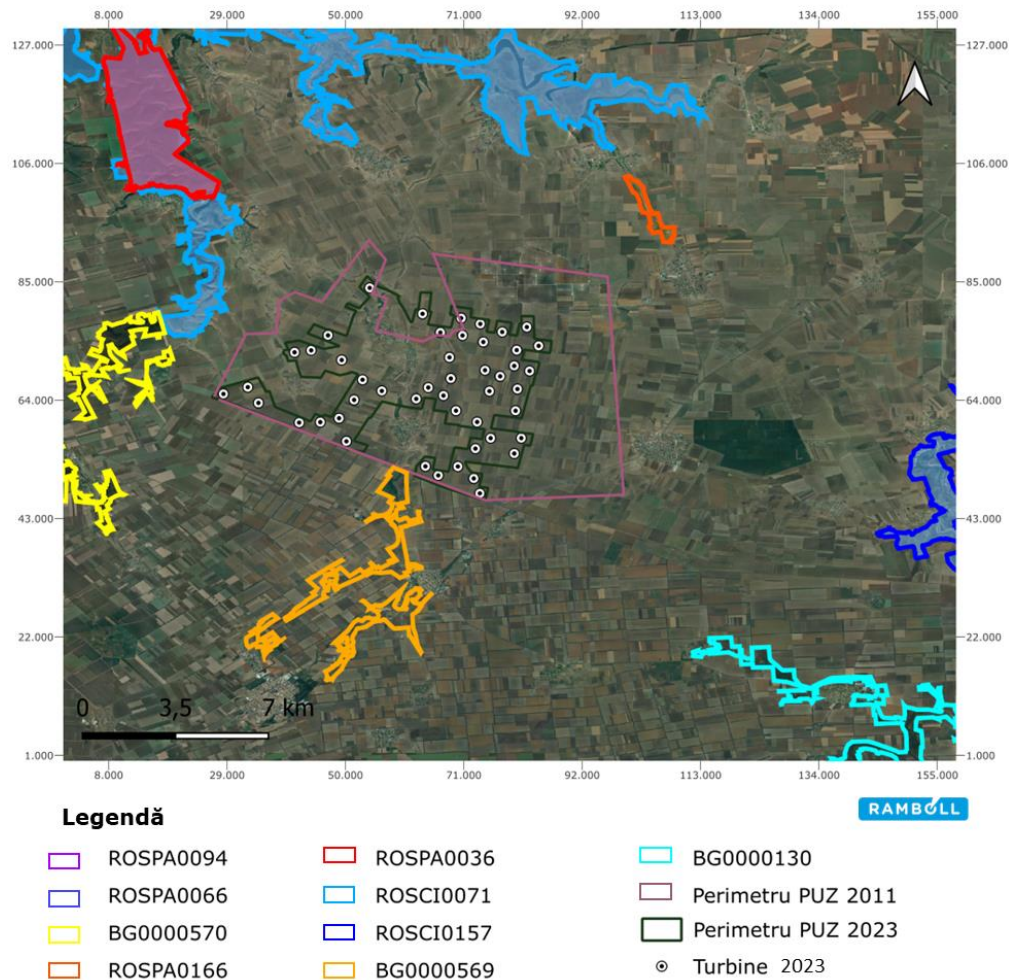 8.000 29.000 50.000 71.000 92.000 113.000 134.000 155.000
127.000 127.000
106.000 106.000
85.000 85.000
64.000 64.000
43.000 43.000
22.000 22.000
0 3,5 7 km
1.000 1.000
8.000 29.000 50.000 71.000 92.000 113.000 134.000 155.000
RAMBOLL
Legendă
ROSPA0094
ROSPA0066
BG0000570
ROSPA0166
ROSPA0036
ROSCI0071
ROSCI0157
BG0000569
BG0000130
Perimetru PUZ 2011
Perimetru PUZ 2023
Turbine 2023